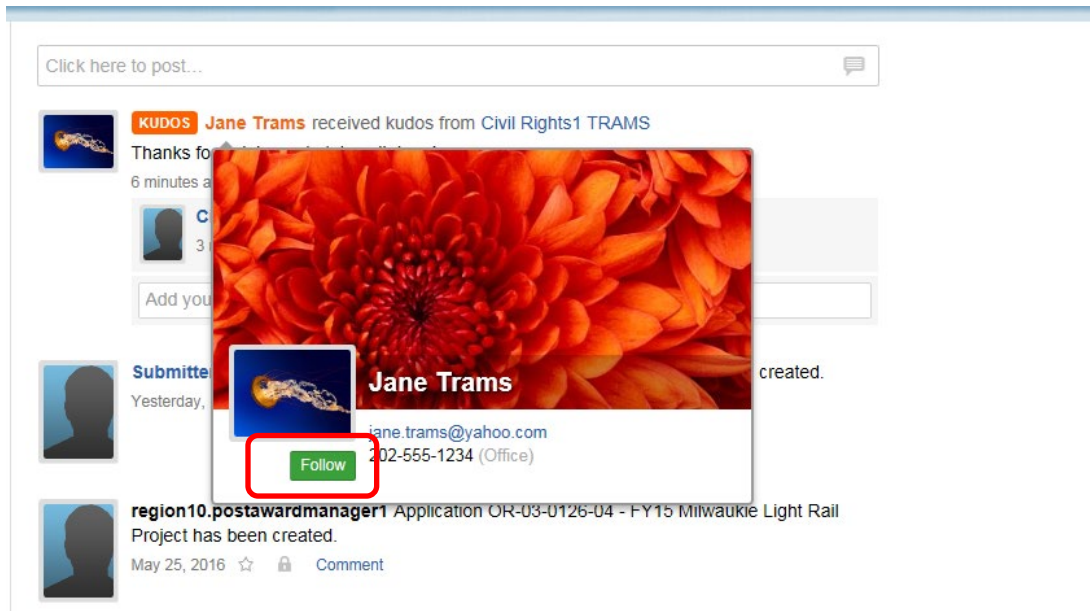 Click here to post...
KUDOS Jane Trams received kudos from Civil Rights1 TRAMS
Thanks fo
6 minutes a
C
3
Add you
Jane Trams
Submitte created.
Yesterday,
jane.trams@yahoo.com
202-555-1234 (Office)
Follow
region10.postawardmanager1 Application OR-03-0126-04 - FY15 Milwaukie Light Rail
Project has been created.
May 25, 2016 Comment